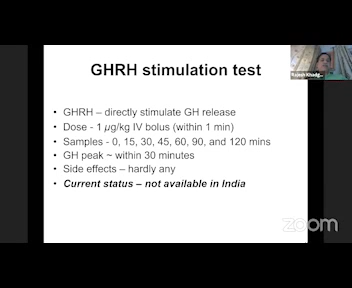 GHRH stimulation test
• GHRH – directly stimulate GH release
• Dose - 1 µg/kg IV bolus (within 1 min)
• Samples - 0, 15, 30, 45, 60, 90, and 120 mins
• GH peak ~ within 30 minutes
• Side effects – hardly any
• Current status – not available in India
zoom